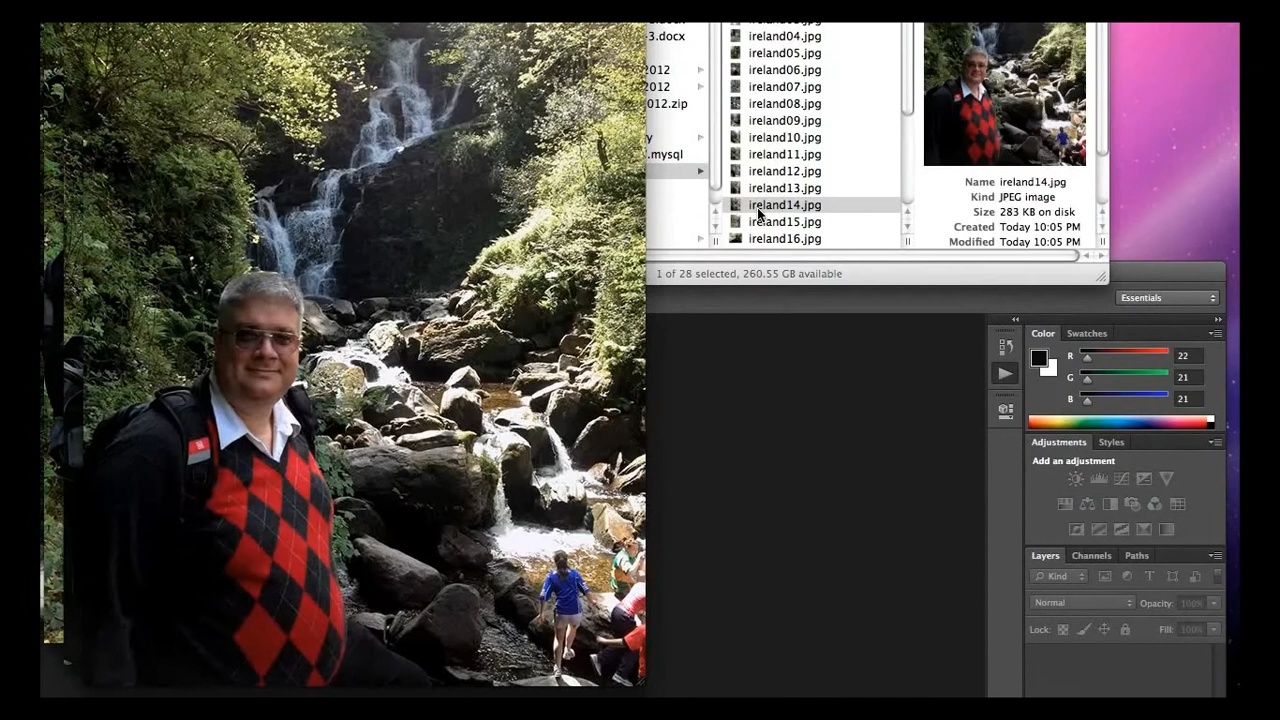 -3.docx
ireland04.jpg
ireland05.jpg
2012
ireland06.jpg
2012
ireland07.jpg
2012.zip
ireland08.jpg
ireland09.jpg
y
ireland10.jpg
.mysql
ireland11.jpg
ireland12.jpg
ireland13.jpg
ireland14.jpg
ireland15.jpg
ireland16.jpg
Name ireland14.jpg
Kind JPEG image
Size 283 KB on disk
Created Today 10:05 PM
Modified Today 10:05 PM
1 of 28 selected, 260.55 GB available
Essentials
Color Swatches
R 22
G 21
B 21
Adjustments Styles
Add an adjustment
Layers Channels Paths
Kind
Normal Opacity: 100%
Lock: Fill: 100%